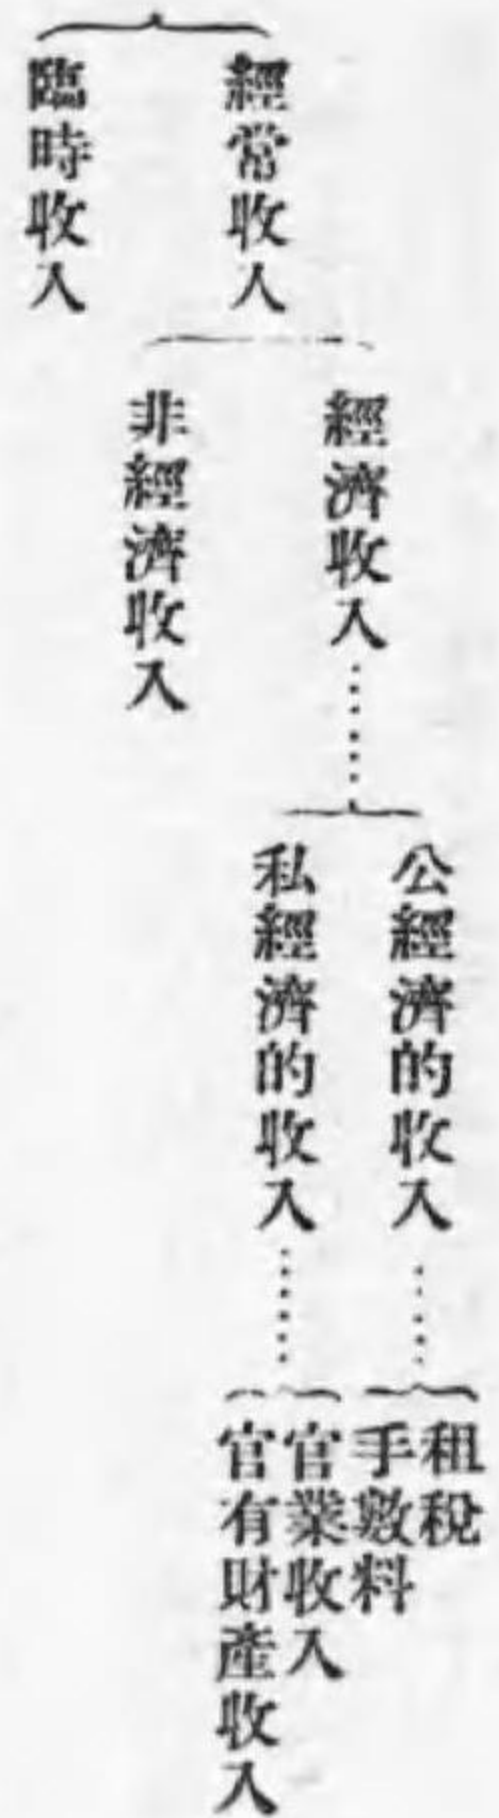 經常收入
臨時收入
經濟收入……
非經濟收入
公經濟的收入……
私經濟的收入……
租稅
手數料
官業收入
官有財產收入